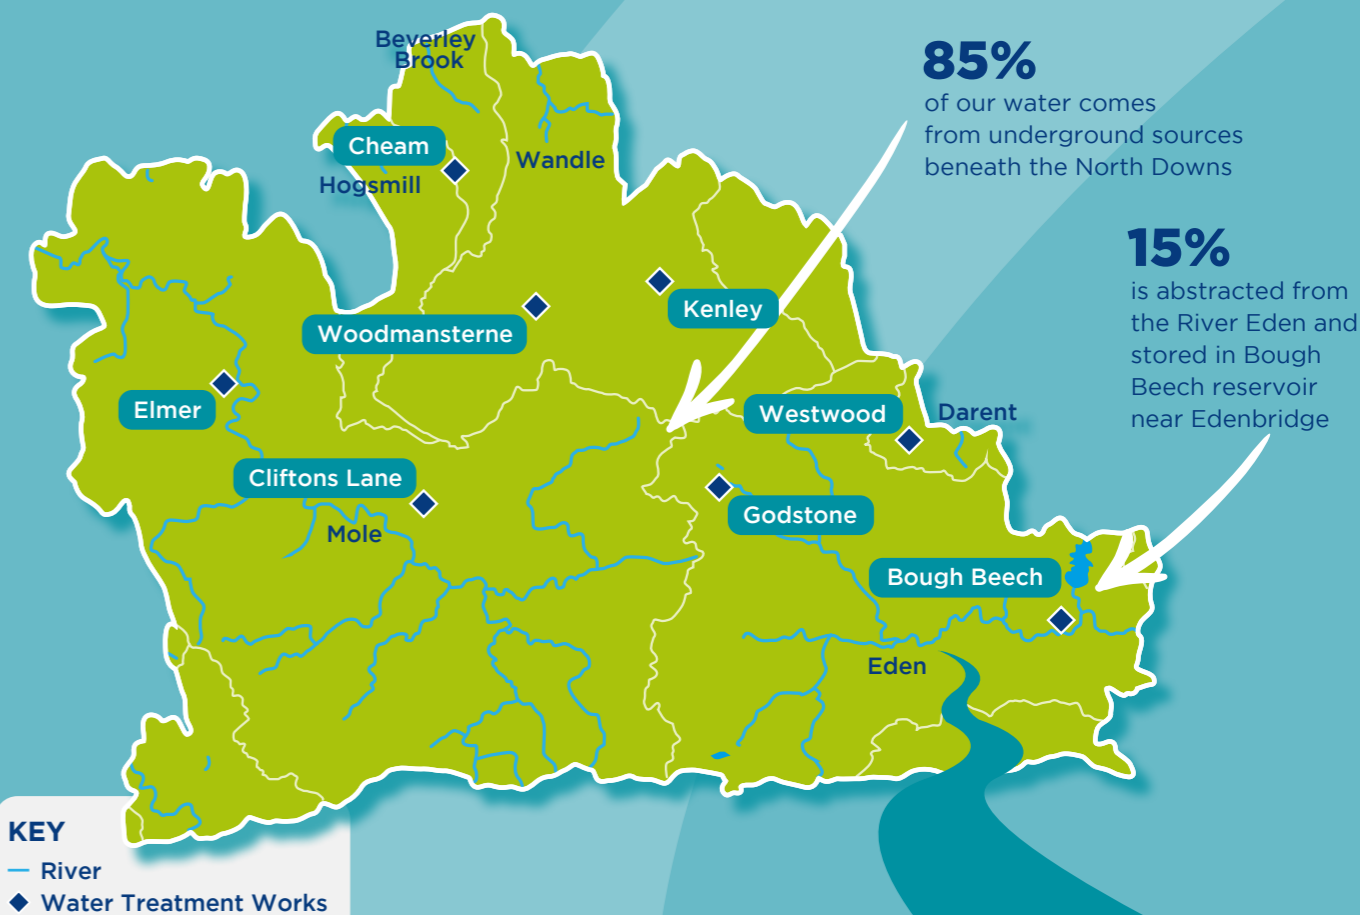 Beverley
Brook
Cheam
Hogsmill
Wandle
85%
of our water comes
from underground sources
beneath the North Downs
15%
is abstracted from
the River Eden and
stored in Bough
Beech reservoir
near Edenbridge
Woodmansterne
Kenley
Elmer
Westwood
Darent
Cliftons Lane
Mole
Godstone
Bough Beech
Eden
KEY
River
Water Treatment Works